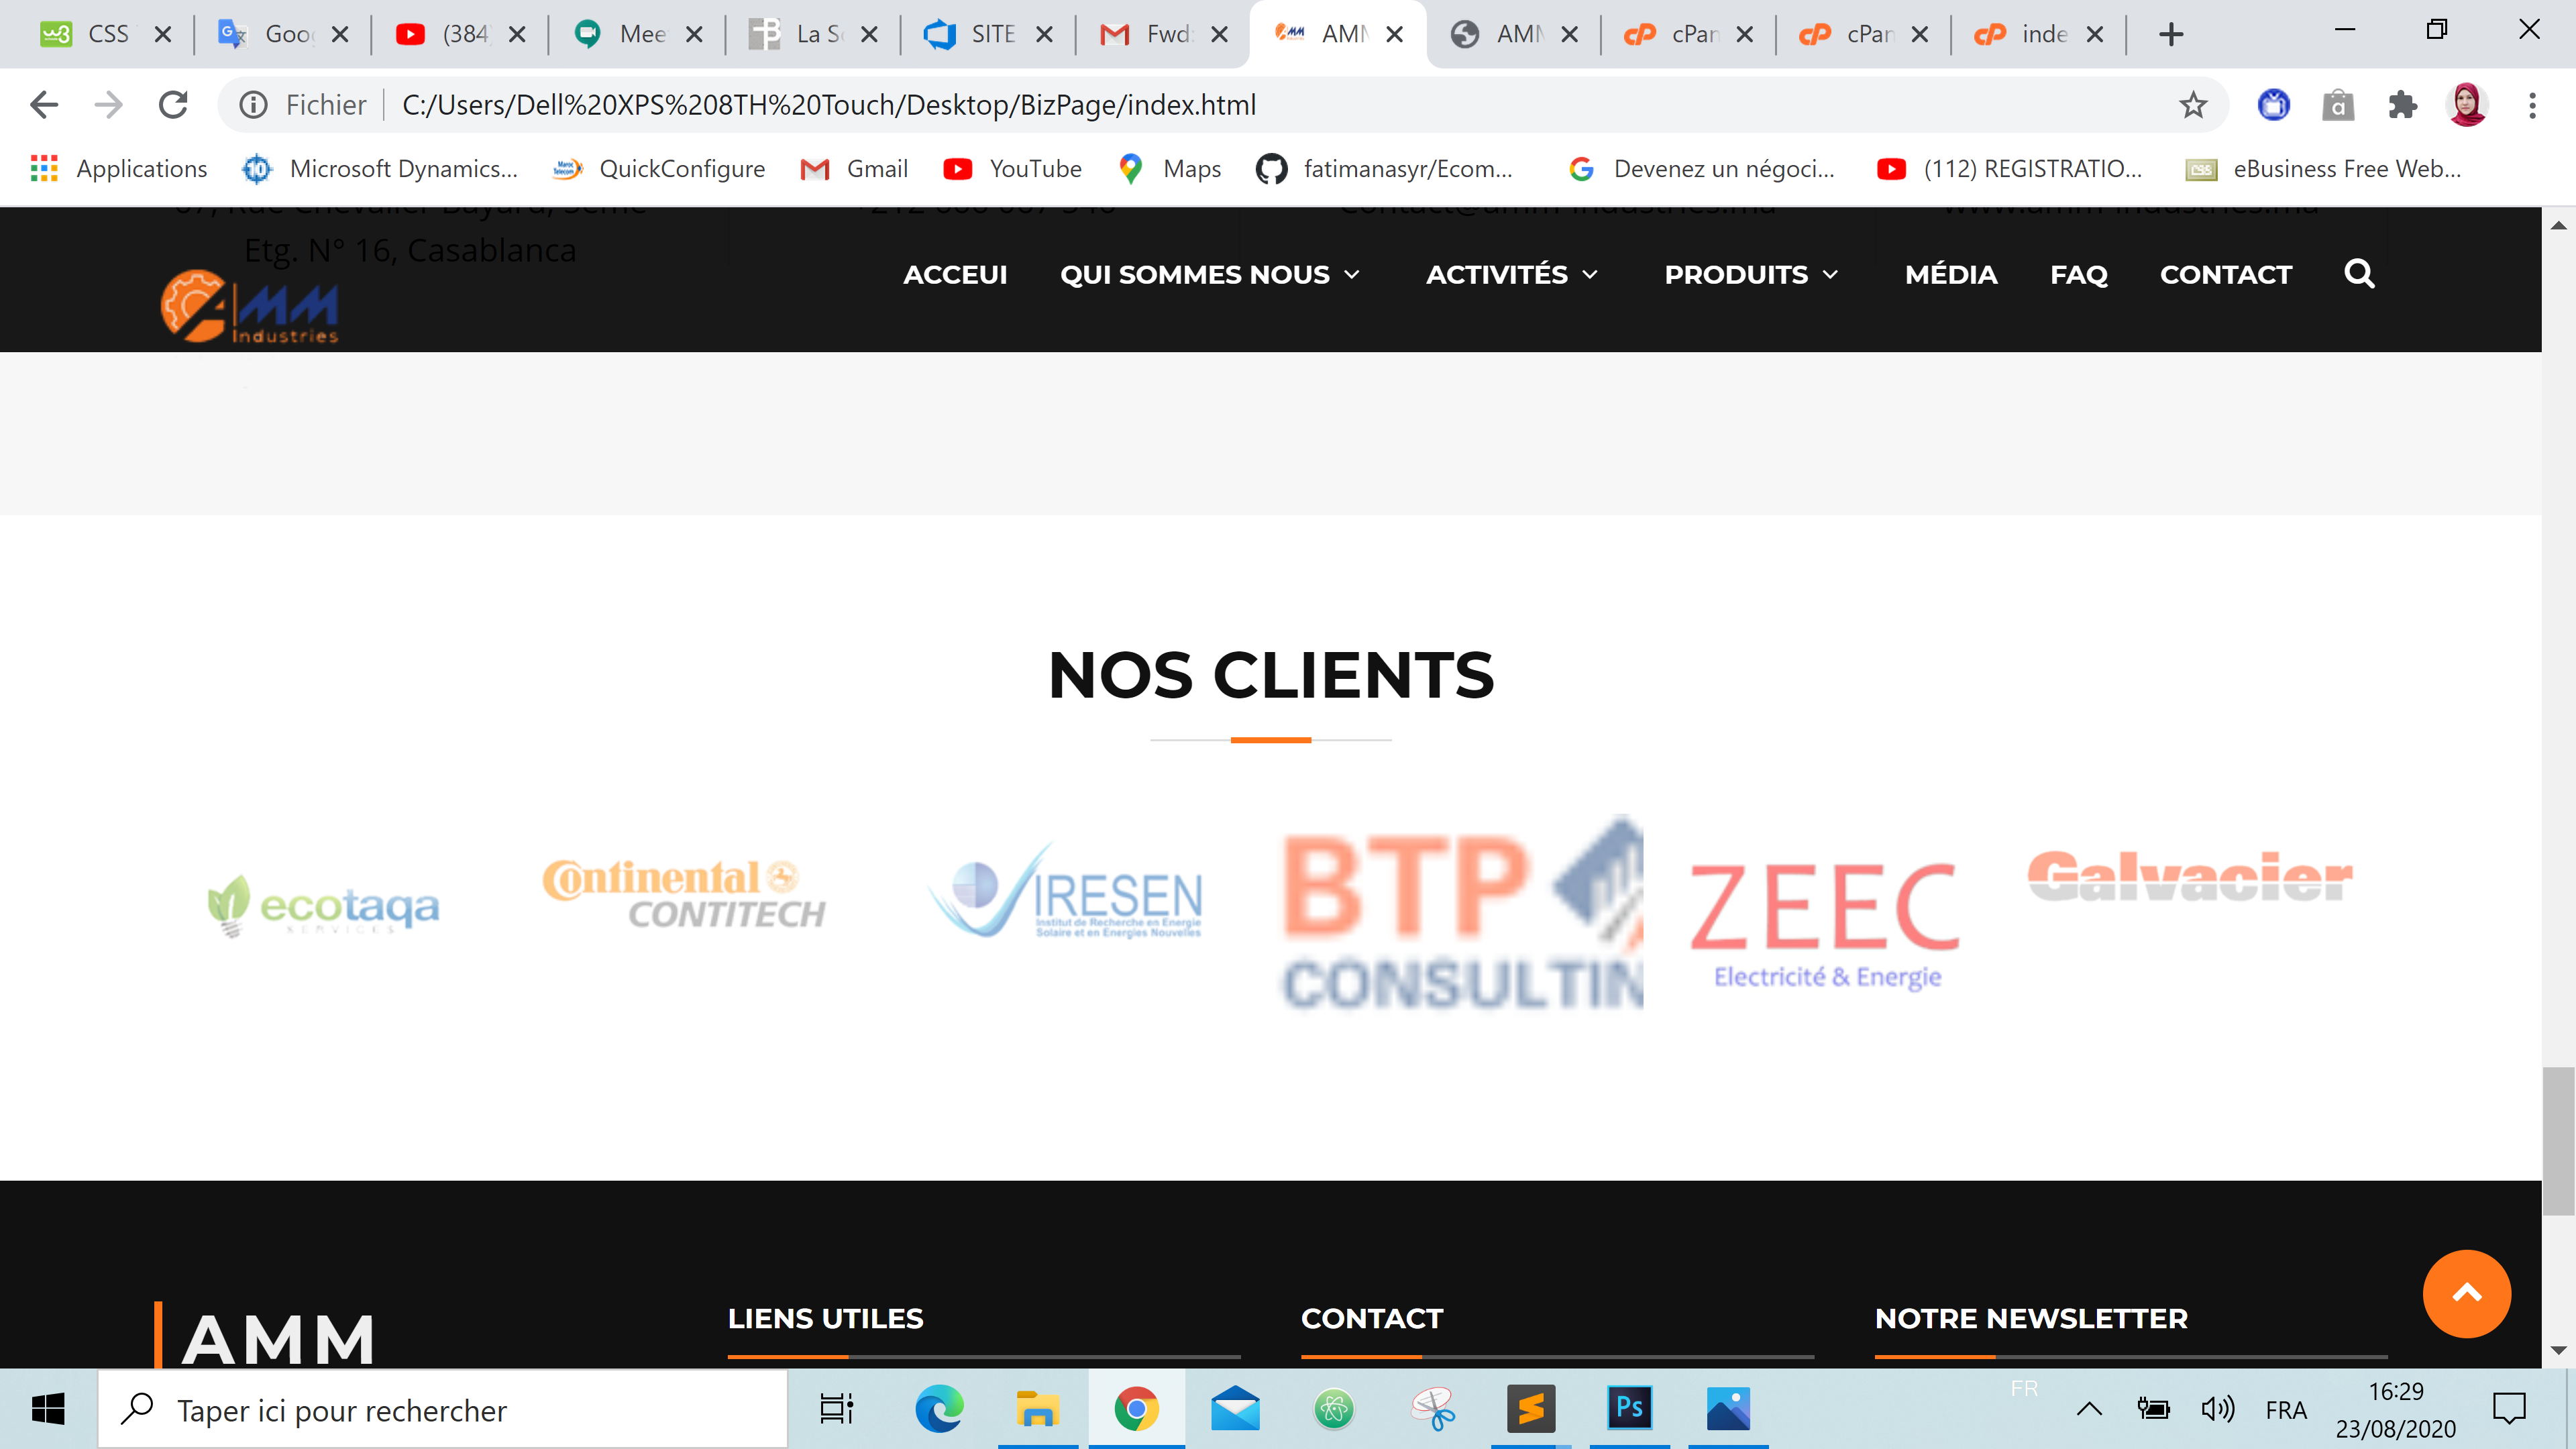 CSS
Goo
(384)
Mee
La S
SITE
Fwd:
AMM
AMM
cPan
cPan
inde
Fichier C:/Users/Dell%20XPS%208TH%20Touch/Desktop/BizPage/index.html
Applications Microsoft Dynamics... QuickConfigure Gmail YouTube Maps fatimanasyr/Ecom... Devenez un négoci... (112) REGISTRATIO... eBusiness Free Web...
Etg. N° 16, Casablanca
AMM
Industries
ACCEUI QUI SOMMES NOUS ACTIVITÉS PRODUITS MÉDIA FAQ CONTACT
NOS CLIENTS
ecotaqa
SERVICES
Continental
CONTITECH
IRESEN
Institut de Recherche en Energie
Solaire et en Energies Nouvelles
BTP
CONSULTIN
ZEEC
Electricité & Energie
Galvacier
AMM
LIENS UTILES
CONTACT
NOTRE NEWSLETTER
Taper ici pour rechercher
Ps
FR
FRA
16:29
23/08/2020